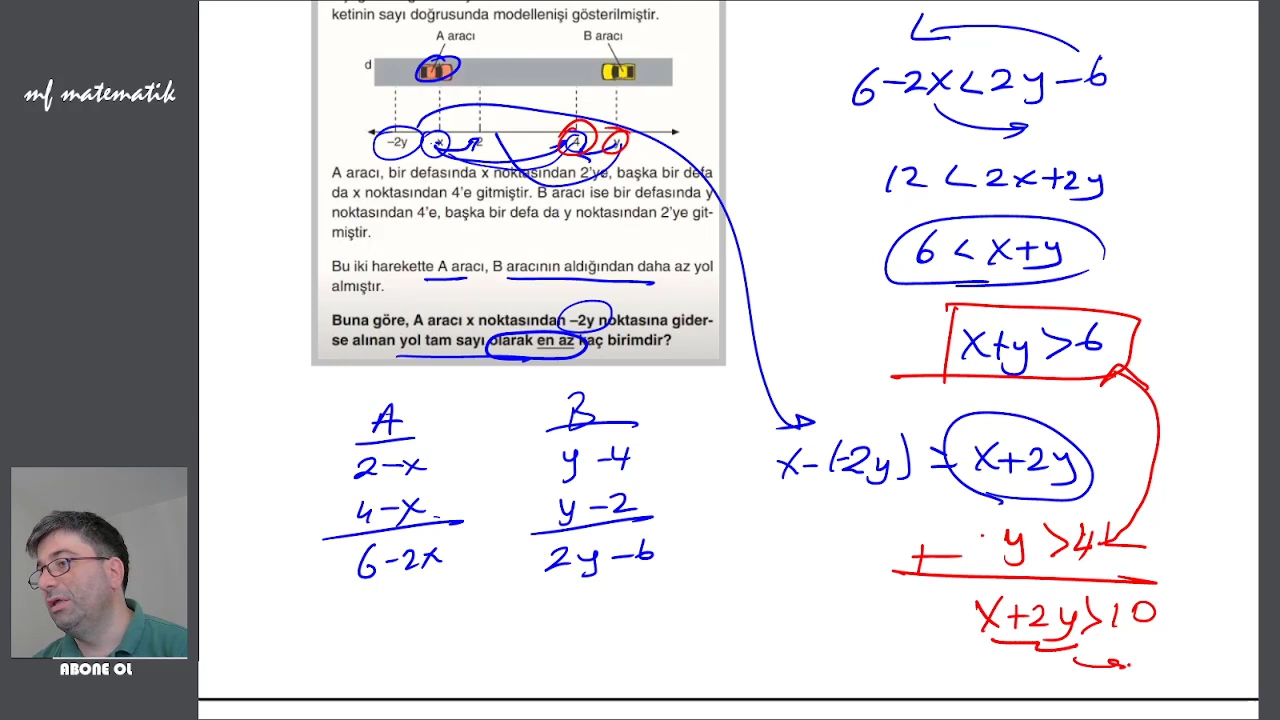 ketinin sayı doğrusunda modellenişi gösterilmiştir.
A aracı
B aracı
d
–2y
x
2
4
y
A aracı, bir defasında x noktasından 2'ye, başka bir defa
da x noktasından 4'e gitmiştir. B aracı ise bir defasında y
noktasından 4'e, başka bir defa da y noktasından 2'ye git-
miştir.
Bu iki harekette A aracı, B aracının aldığından daha az yol
almıştır.
Buna göre, A aracı x noktasından –2y noktasına gider-
se alınan yol tam sayı olarak en az kaç birimdir?
mf matematik
A
2-x
4-x
6-2x
B
y-4
y-2
2y-6
6-2x<2y-6
12<2x+2y
6<x+y
x+y>6
x-(-2y)=x+2y
+ y>4
x+2y>10
ABONE OL